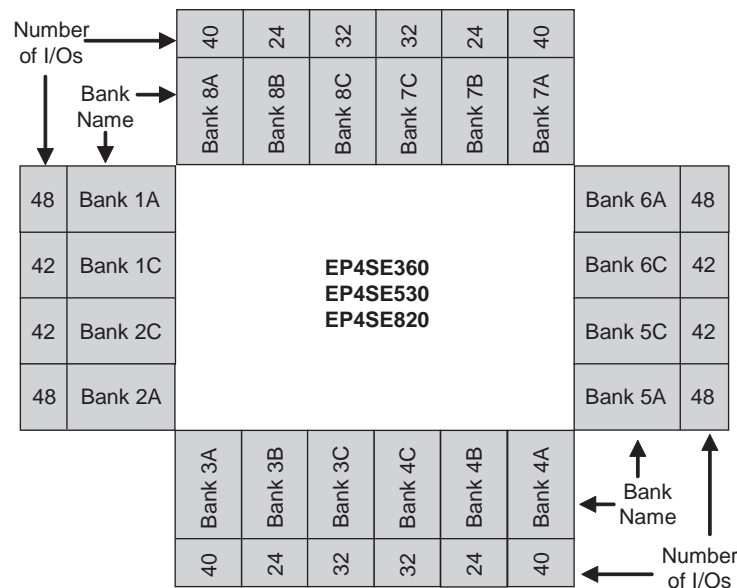 Number
of I/Os
40 24 32 32 24 40
Bank
Name
Bank 8A Bank 8B Bank 8C Bank 7C Bank 7B Bank 7A
48 Bank 1A
42 Bank 1C
42 Bank 2C
48 Bank 2A
EP4SE360
EP4SE530
EP4SE820
Bank 6A 48
Bank 6C 42
Bank 5C 42
Bank 5A 48
Bank 3A Bank 3B Bank 3C Bank 4C Bank 4B Bank 4A
40 24 32 32 24 40
Bank
Name
Number
of I/Os